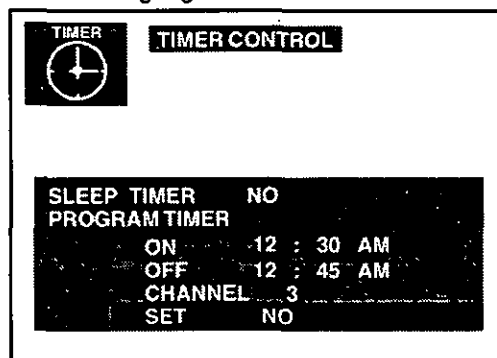 TIMER
TIMER CONTROL
SLEEP TIMER NO
PROGRAM TIMER
ON 12 : 30 AM
OFF 12 : 45 AM
CHANNEL 3
SET NO